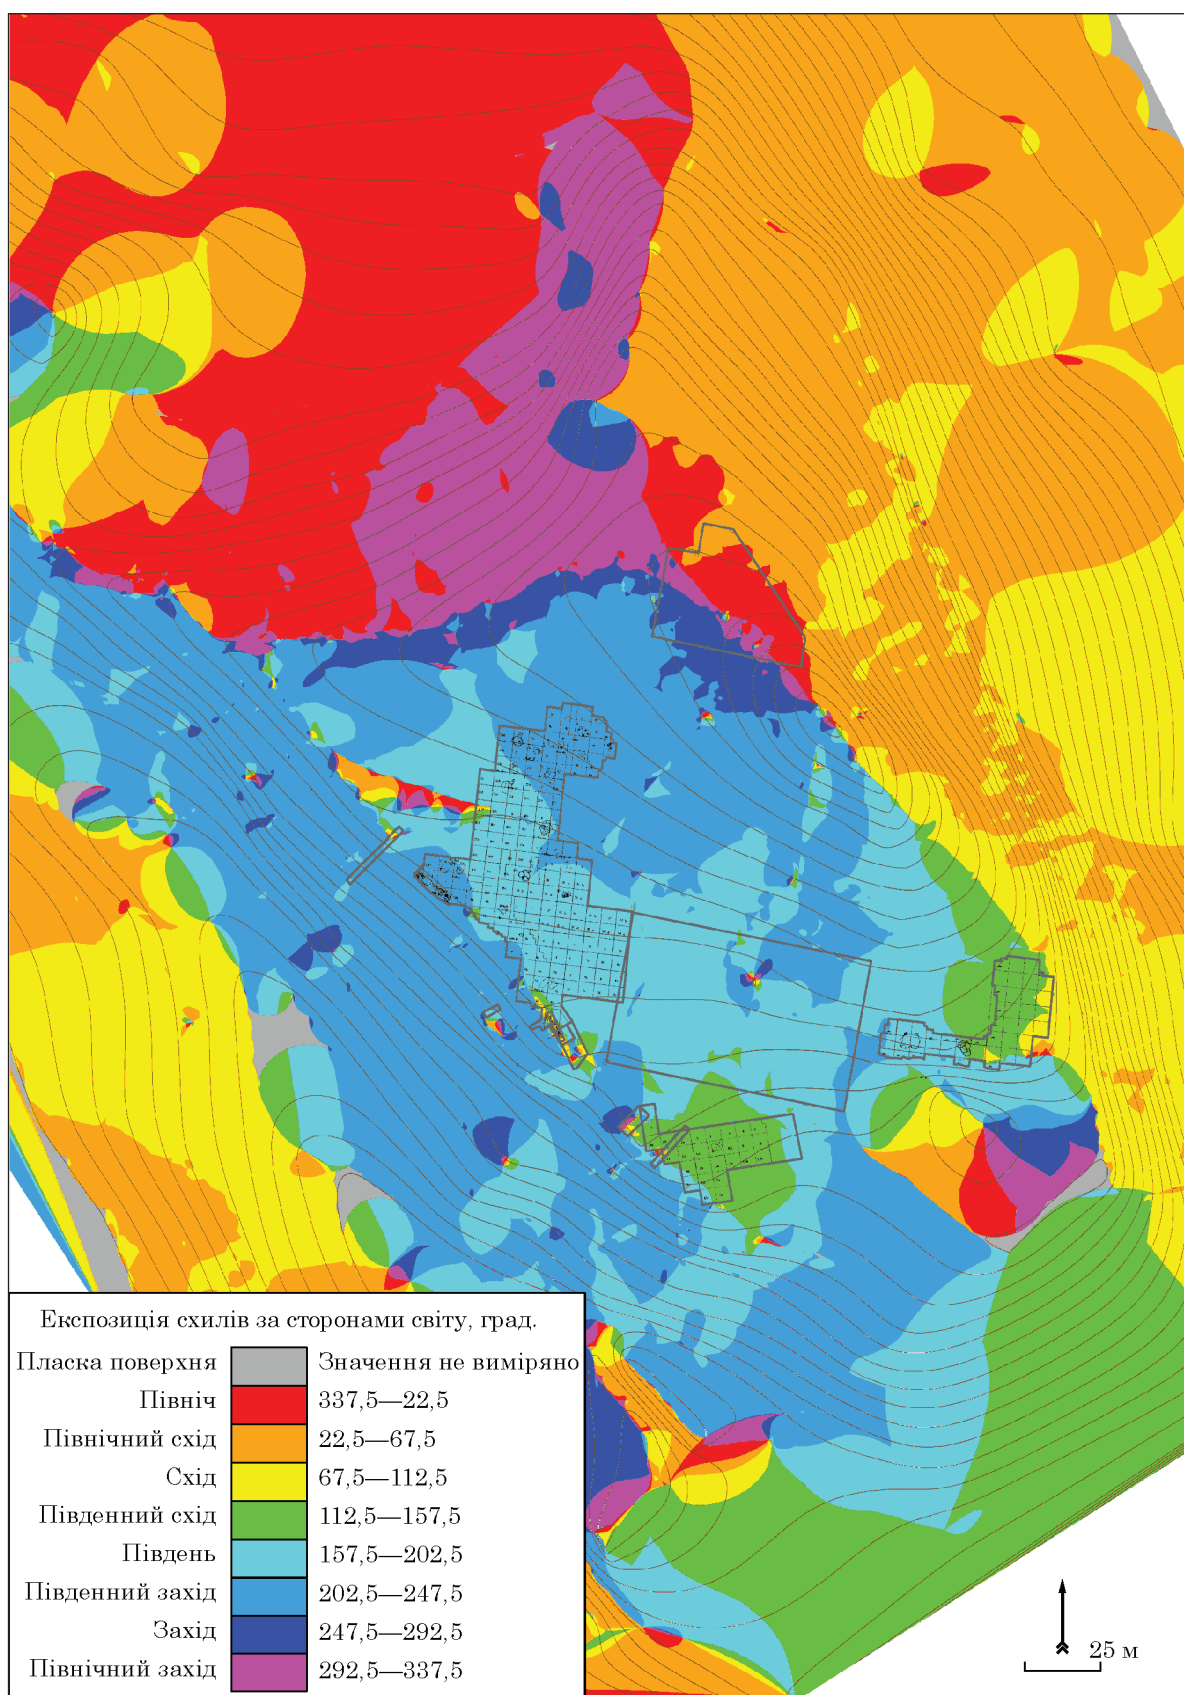 Експозиція схилів за сторонами світу, град.
Пласка поверхня Значення не виміряно
Північ 337,5—22,5
Північний схід 22,5—67,5
Схід 67,5—112,5
Південний схід 112,5—157,5
Південь 157,5—202,5
Південний захід 202,5—247,5
Захід 247,5—292,5
Північний захід 292,5—337,5
25 м